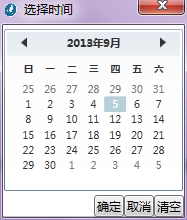 选择时间
2013年9月
日 一 二 三 四 五 六
25 26 27 28 29 30 31
1 2 3 4 5 6 7
8 9 10 11 12 13 14
15 16 17 18 19 20 21
22 23 24 25 26 27 28
29 30 1 2 3 4 5
确定 取消 清空